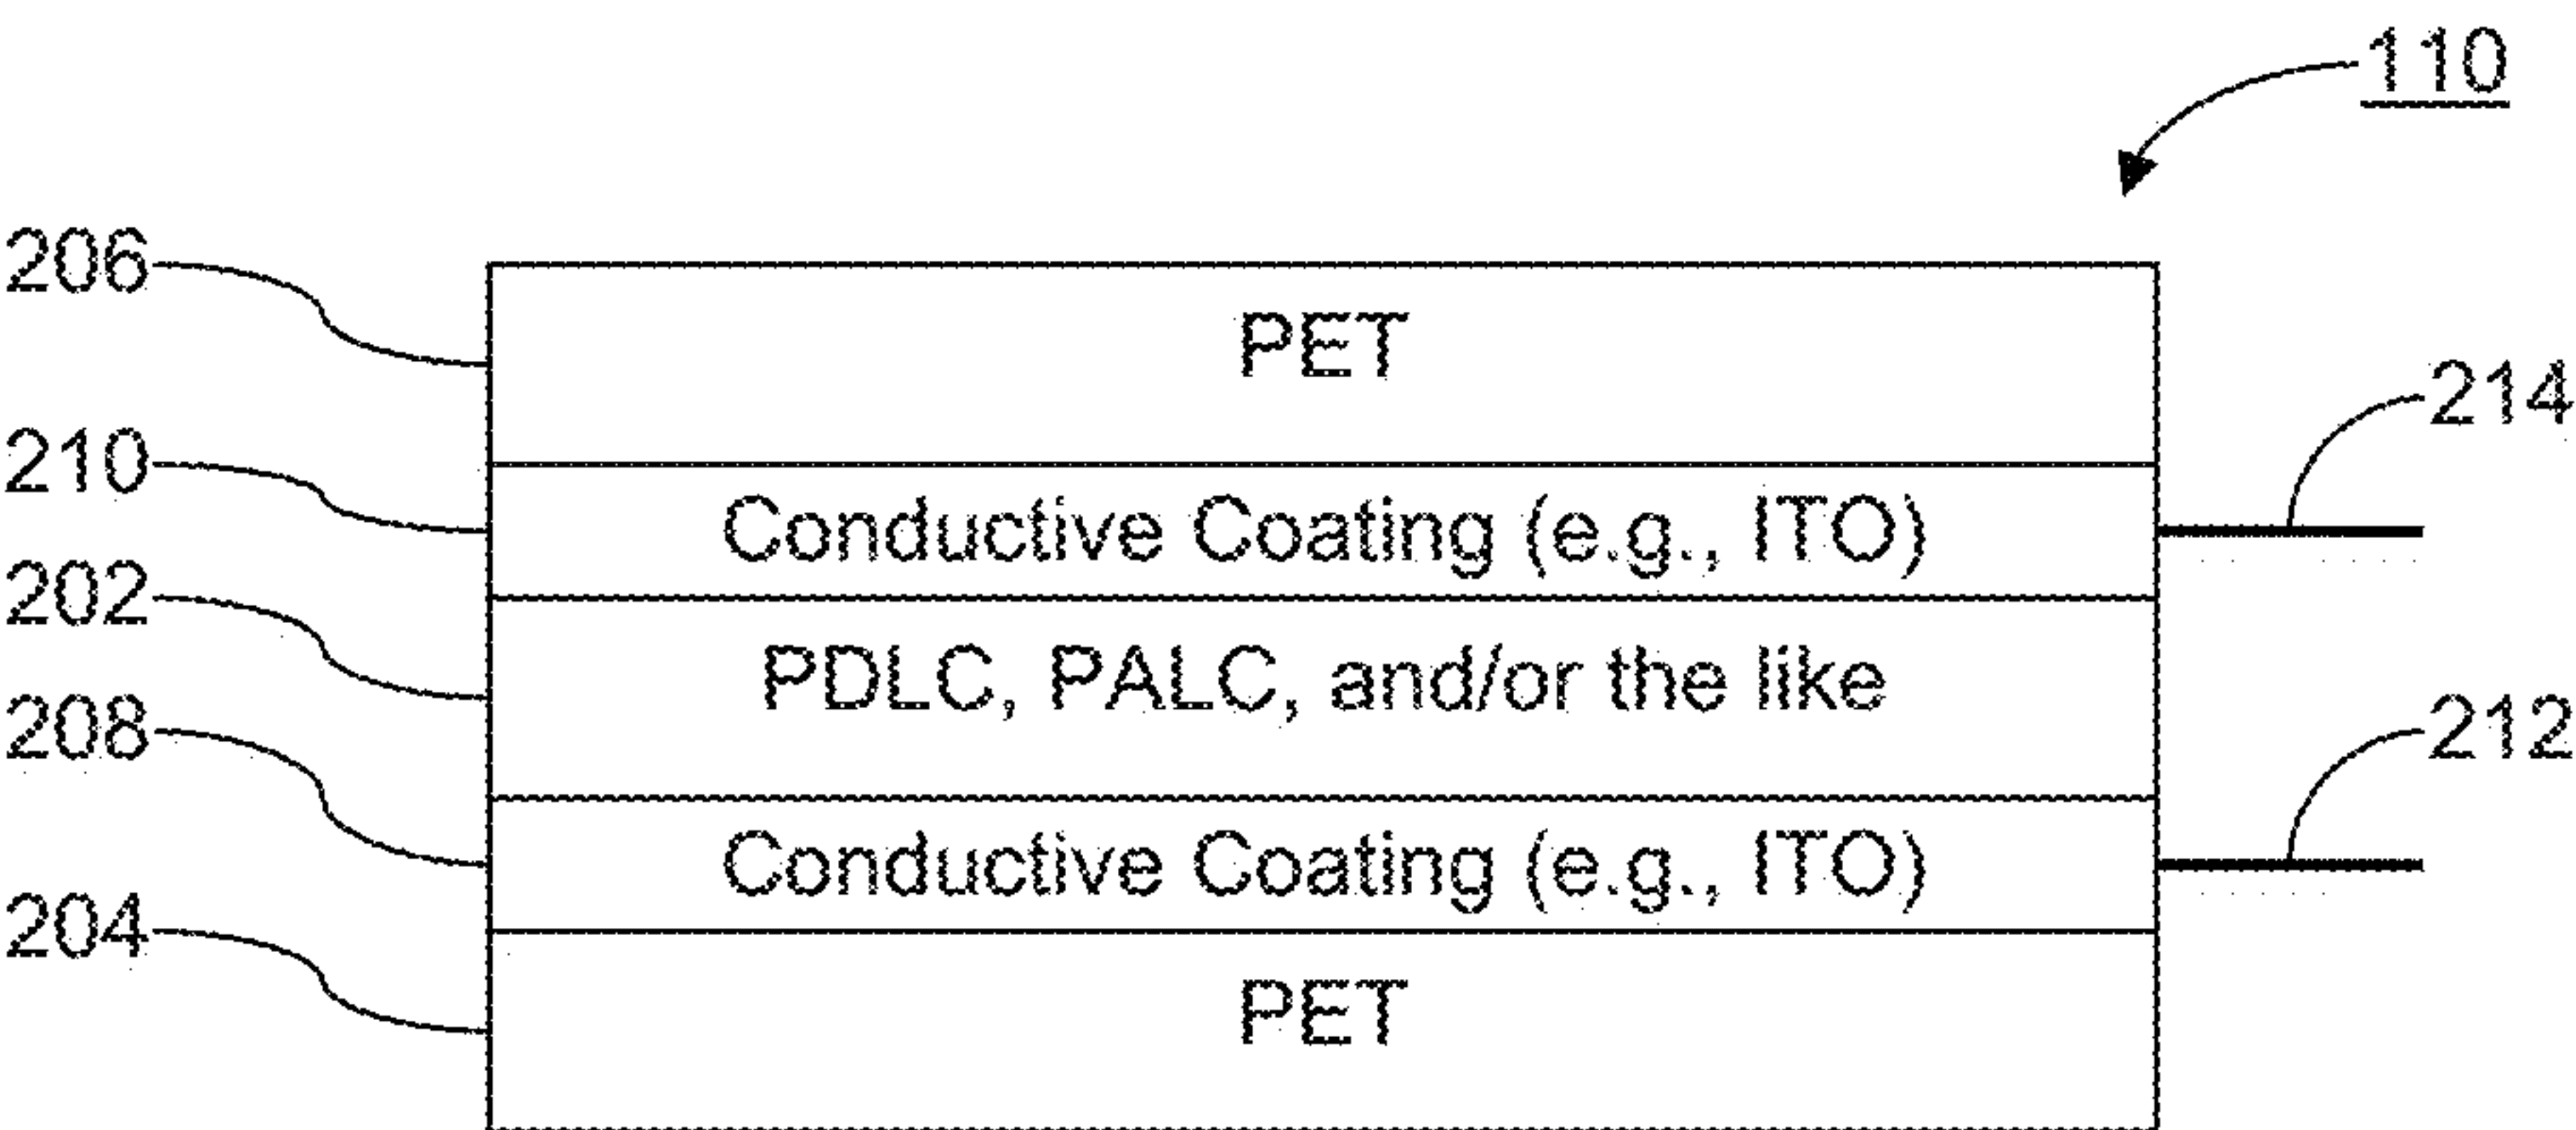 110
206
PET
214
210
Conductive Coating (e.g., ITO)
202
PDLC, PALC, and/or the like
208
212
Conductive Coating (e.g., ITO)
204
PET